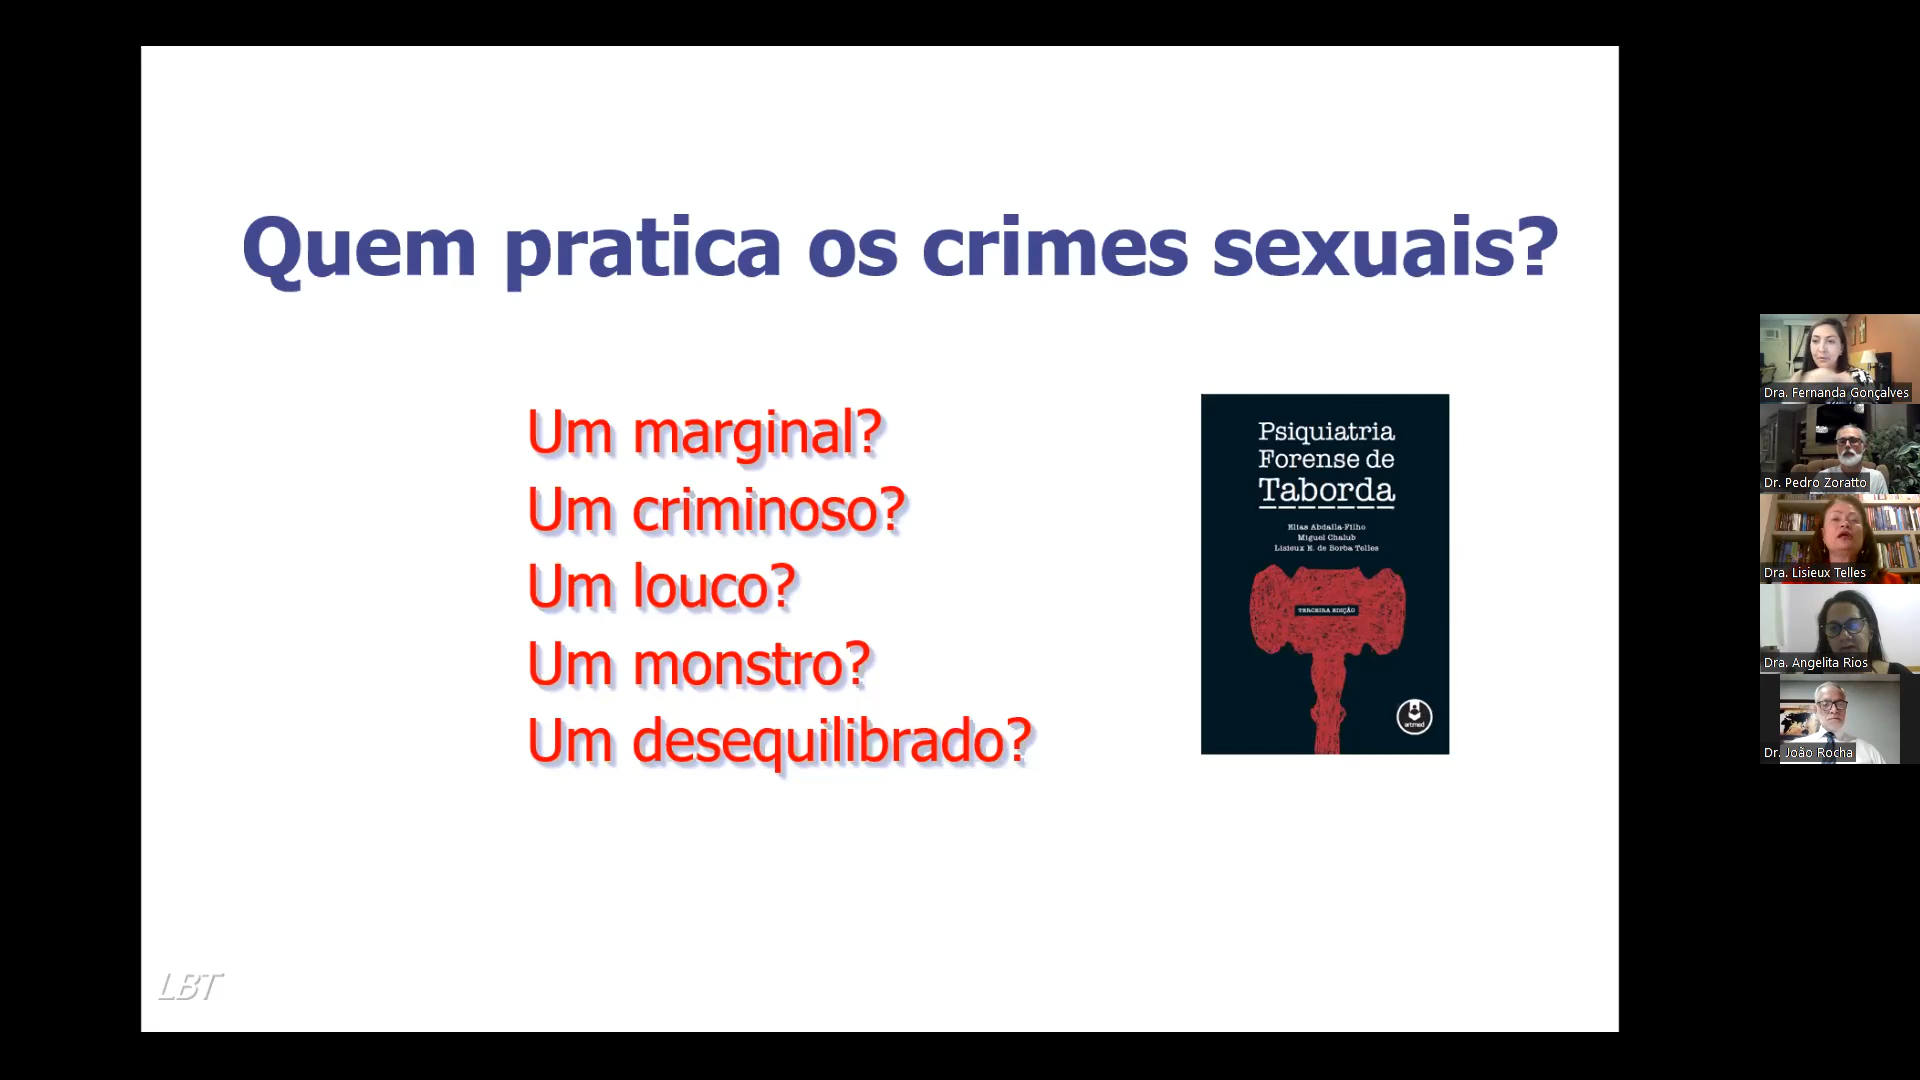 Quem pratica os crimes sexuais?
Um marginal?
Um criminoso?
Um louco?
Um monstro?
Um desequilibrado?
Psiquiatria
Forense de
Taborda
Elias Abdalla-Filho
Miguel Chalub
Lisieux E. de Borba Telles
TERCEIRA EDIÇÃO
artmed
LBT
Dra. Fernanda Gonçalves
Dr. Pedro Zoratto
Dra. Lisieux Telles
Dra. Angelita Rios
Dr. João Rocha